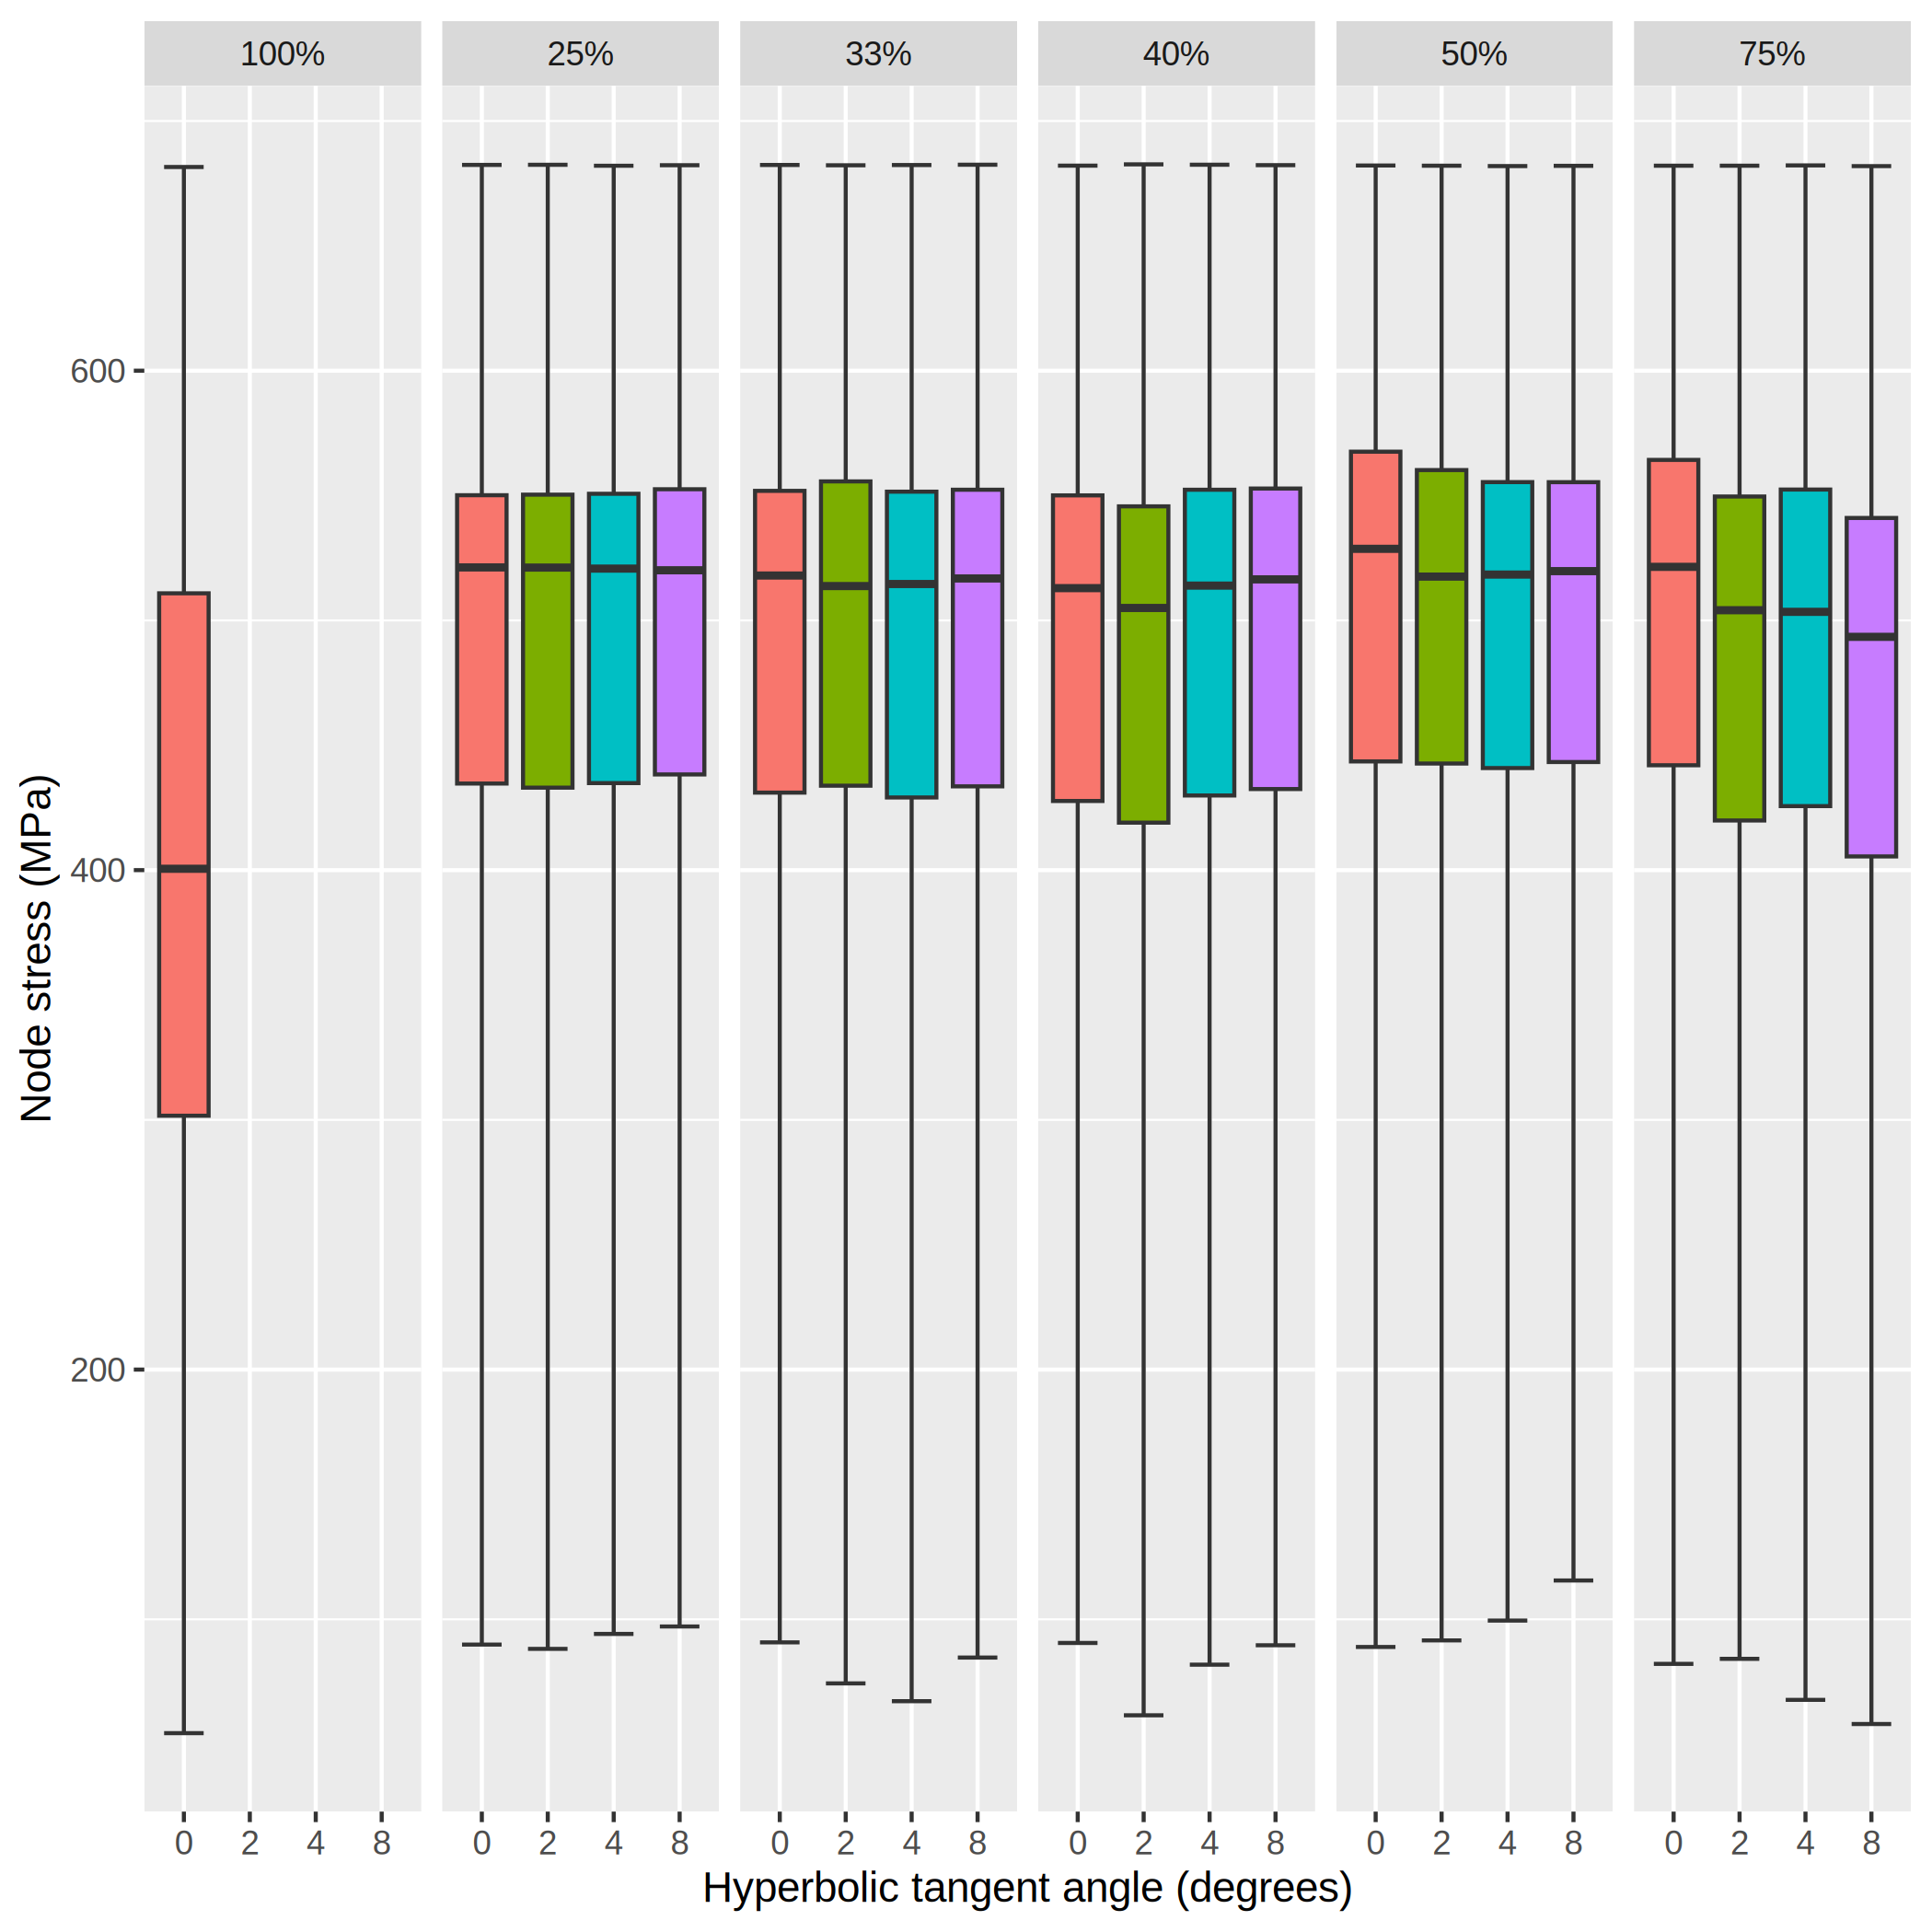 100% 25% 33% 40% 50% 75%
600
400
200
Node stress (MPa)
0 2 4 8 0 2 4 8 0 2 4 8 0 2 4 8 0 2 4 8 0 2 4 8
Hyperbolic tangent angle (degrees)